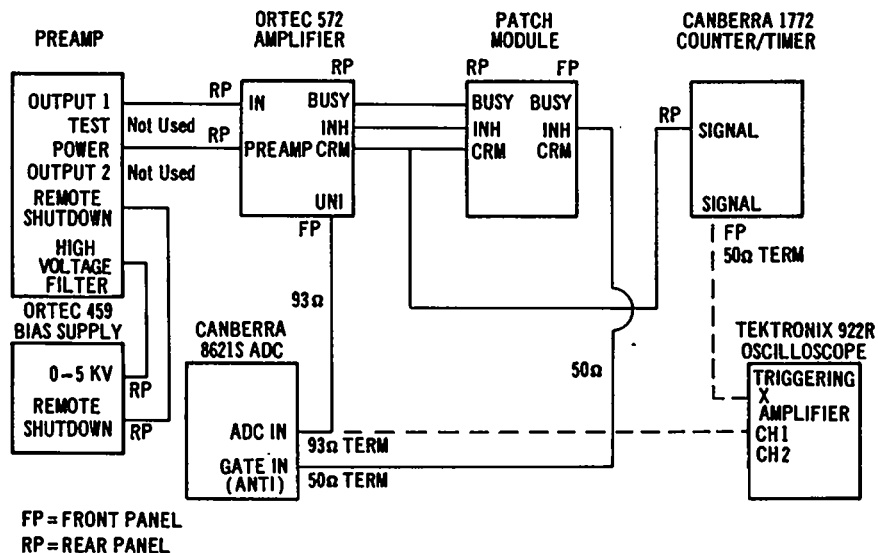 PREAMP
OUTPUT 1
TEST
POWER
OUTPUT 2
REMOTE
SHUTDOWN
HIGH
VOLTAGE
FILTER
RP
Not Used
RP
Not Used
ORTEC 459
BIAS SUPPLY
0-5 KV
REMOTE
SHUTDOWN
RP
RP
ORTEC 572
AMPLIFIER
RP
IN
BUSY
INH
PREAMP CRM
UNI
FP
93Ω
CANBERRA
8621S ADC
ADC IN
GATE IN
(ANTI)
93Ω TERM
50Ω TERM
PATCH
MODULE
RP
FP
BUSY BUSY
INH INH
CRM CRM
50Ω
CANBERRA 1772
COUNTER/TIMER
RP
SIGNAL
SIGNAL
FP
50Ω TERM
TEKTRONIX 922R
OSCILLOSCOPE
TRIGGERING
X
AMPLIFIER
CH1
CH2
FP = FRONT PANEL
RP = REAR PANEL